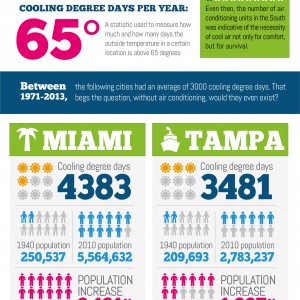 COOLING DEGREE DAYS PER YEAR:
65°
A statistic used to measure how
much and how many days the
outside temperature in a certain
location is above 65 degrees
Even then, the number of air
conditioning units in the South
was indicative of the necessity
of cool air not only for comfort,
but for survival.
Between
1971-2013,
the following cities had an average of 3000 cooling degree days. That
begs the question, without air conditioning, would they even exist?
MIAMI
Cooling degree days
4383
1940 population
250,537
2010 population
5,564,632
POPULATION
INCREASE
TAMPA
Cooling degree days
3481
1940 population
209,693
2010 population
2,783,237
POPULATION
INCREASE